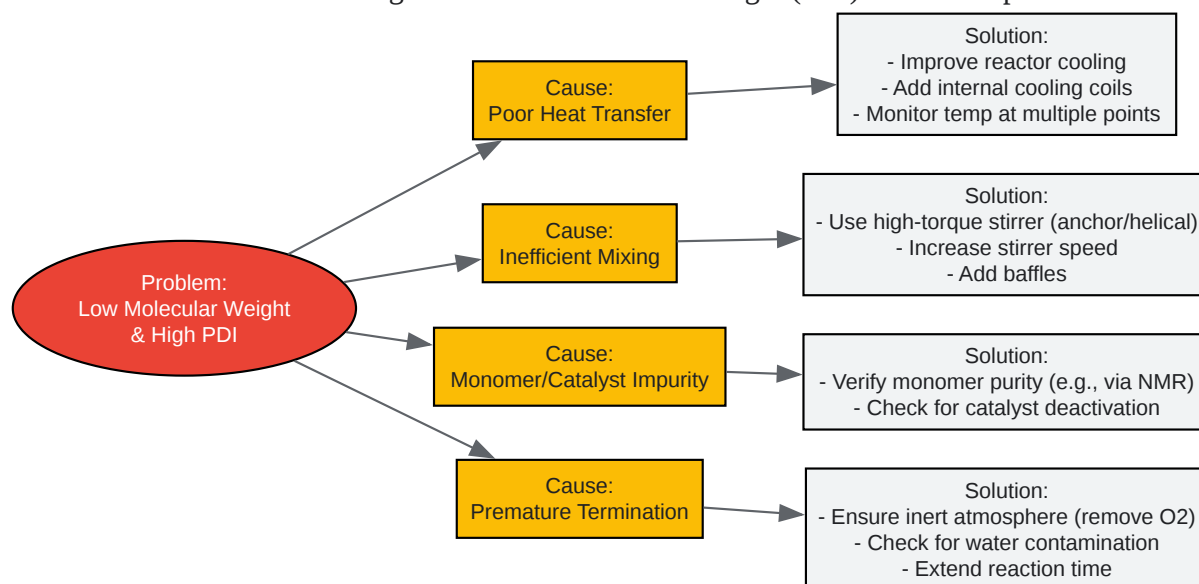 Problem:
Low Molecular Weight
& High PDI
Cause:
Poor Heat Transfer
Solution:
- Improve reactor cooling
- Add internal cooling coils
- Monitor temp at multiple points
Cause:
Inefficient Mixing
Solution:
- Use high-torque stirrer (anchor/helical)
- Increase stirrer speed
- Add baffles
Cause:
Monomer/Catalyst Impurity
Solution:
- Verify monomer purity (e.g., via NMR)
- Check for catalyst deactivation
Cause:
Premature Termination
Solution:
- Ensure inert atmosphere (remove O2)
- Check for water contamination
- Extend reaction time